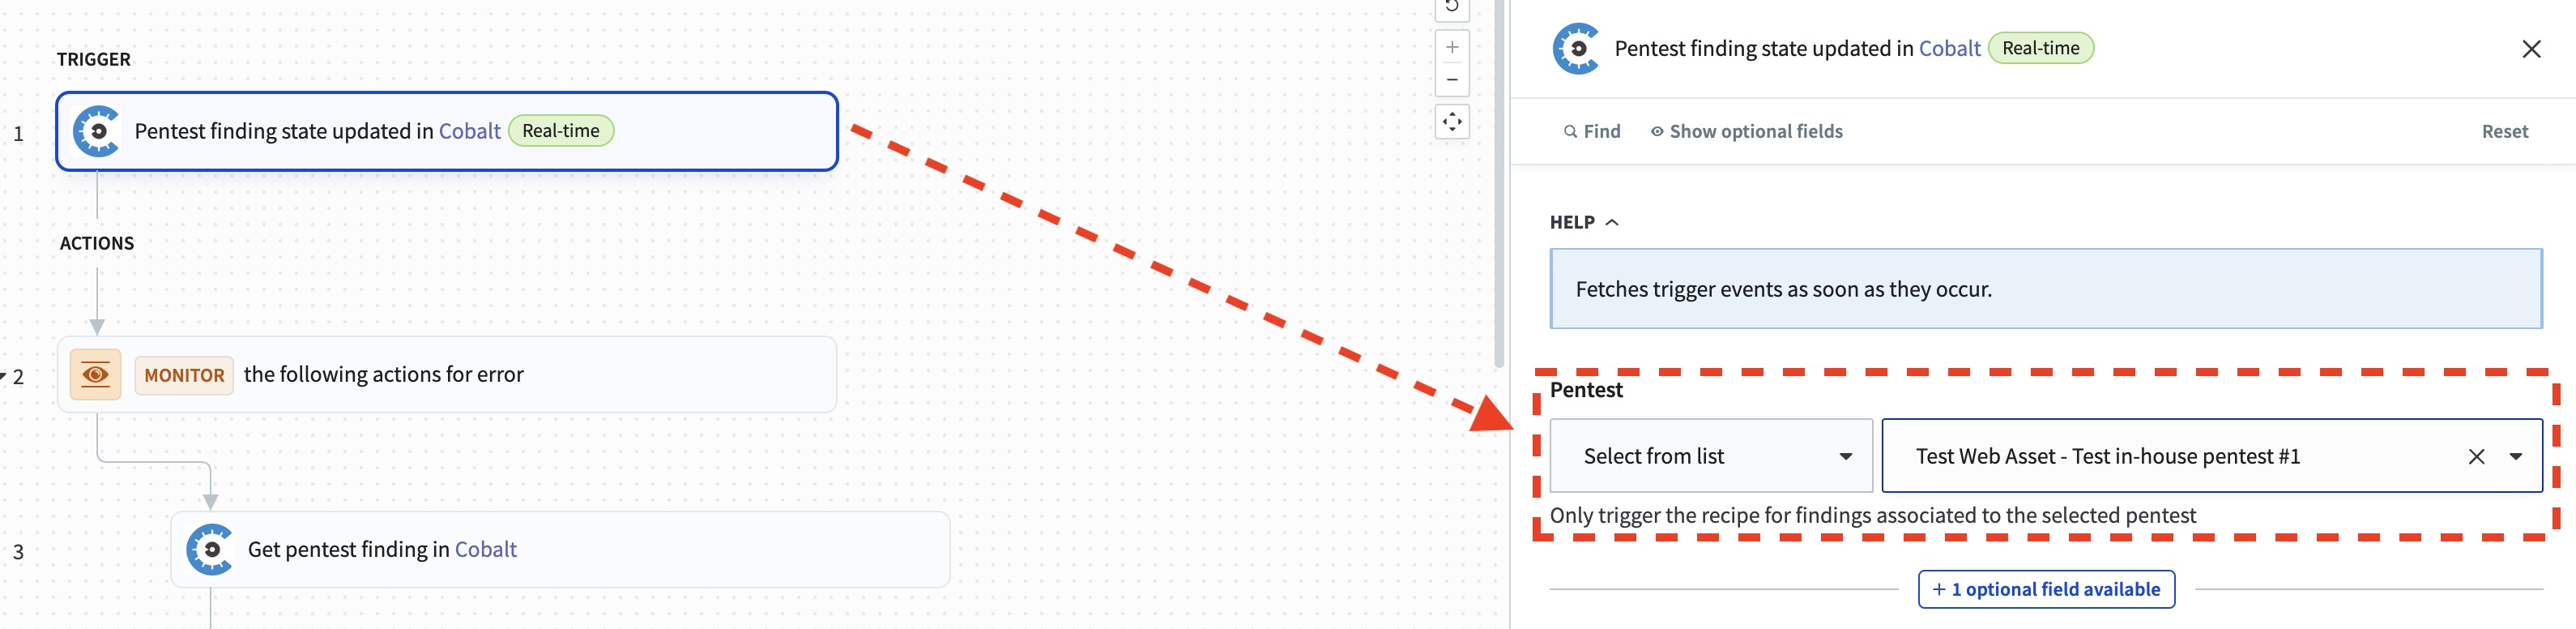 TRIGGER
1
Pentest finding state updated in Cobalt Real-time
ACTIONS
2
MONITOR the following actions for error
3
Get pentest finding in Cobalt
Pentest finding state updated in Cobalt Real-time
Find Show optional fields Reset
HELP
Fetches trigger events as soon as they occur.
Pentest
Select from list Test Web Asset - Test in-house pentest #1
Only trigger the recipe for findings associated to the selected pentest
+ 1 optional field available